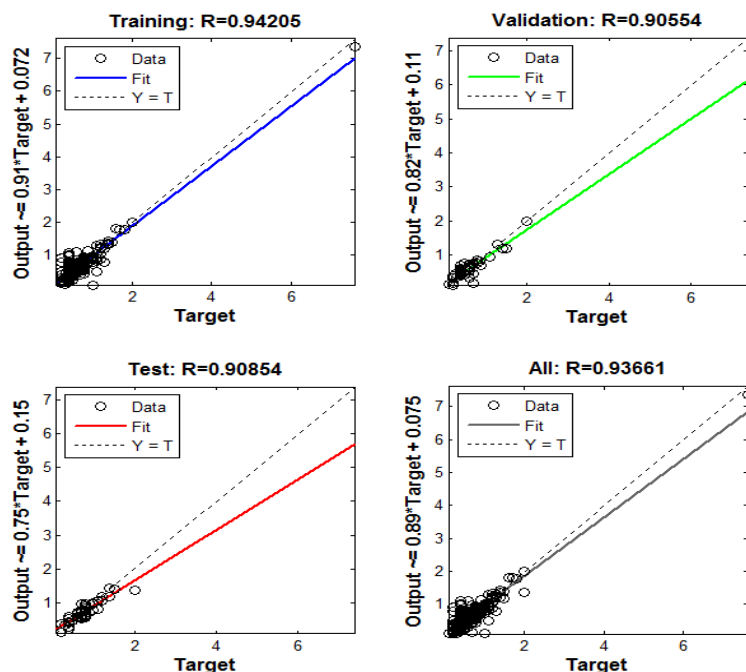 Training: R=0.94205
Output ~= 0.91*Target + 0.072
Data
Fit
Y = T
7
6
5
4
3
2
1
2
4
6
Target
Validation: R=0.90554
Output ~= 0.82*Target + 0.11
Data
Fit
Y = T
7
6
5
4
3
2
1
2
4
6
Target
Test: R=0.90854
Output ~= 0.75*Target + 0.15
Data
Fit
Y = T
7
6
5
4
3
2
1
2
4
6
Target
All: R=0.93661
Output ~= 0.89*Target + 0.075
Data
Fit
Y = T
7
6
5
4
3
2
1
2
4
6
Target